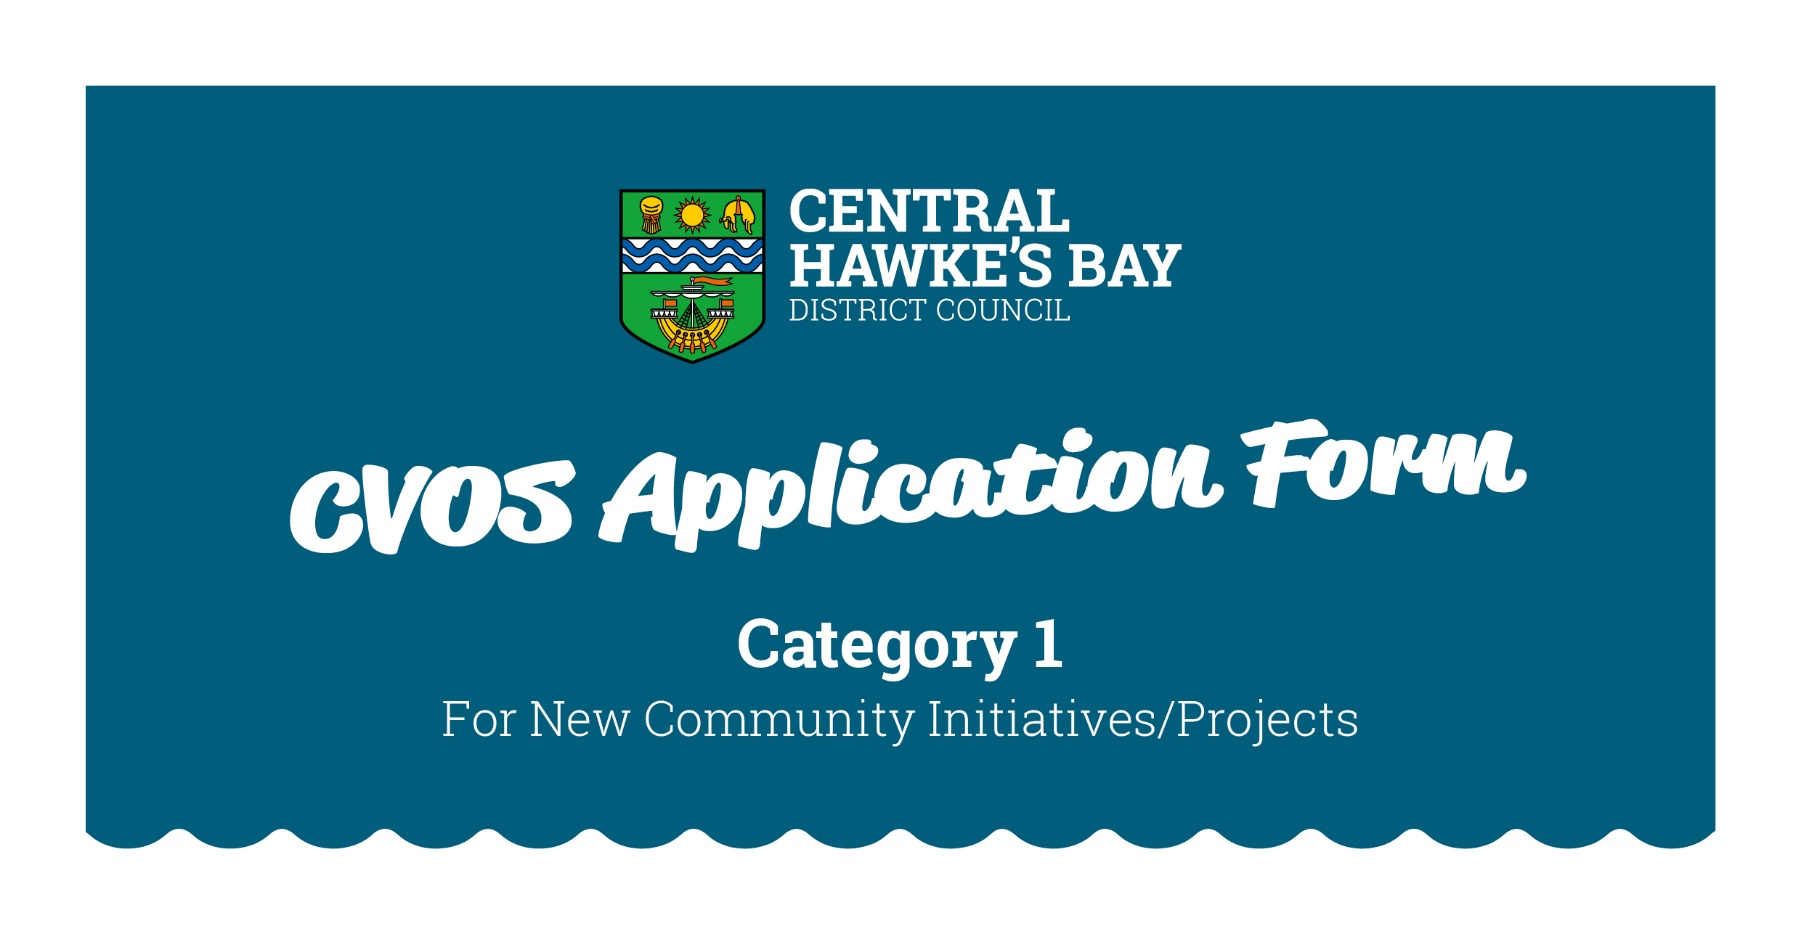 CENTRAL
HAWKE'S BAY
DISTRICT COUNCIL
CVOS Application Form
Category 1
For New Community Initiatives/Projects